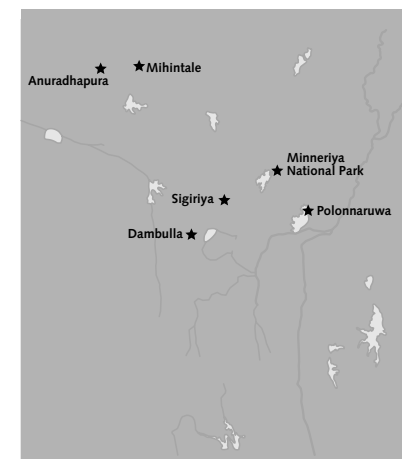 Mihintale
Anuradhapura
Minneriya
National Park
Sigiriya
Polonnaruwa
Dambulla